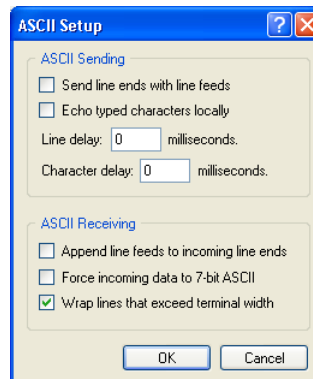 ASCII Setup
ASCII Sending
Send line ends with line feeds
Echo typed characters locally
Line delay: 0 milliseconds.
Character delay: 0 milliseconds.
ASCII Receiving
Append line feeds to incoming line ends
Force incoming data to 7-bit ASCII
Wrap lines that exceed terminal width
OK Cancel